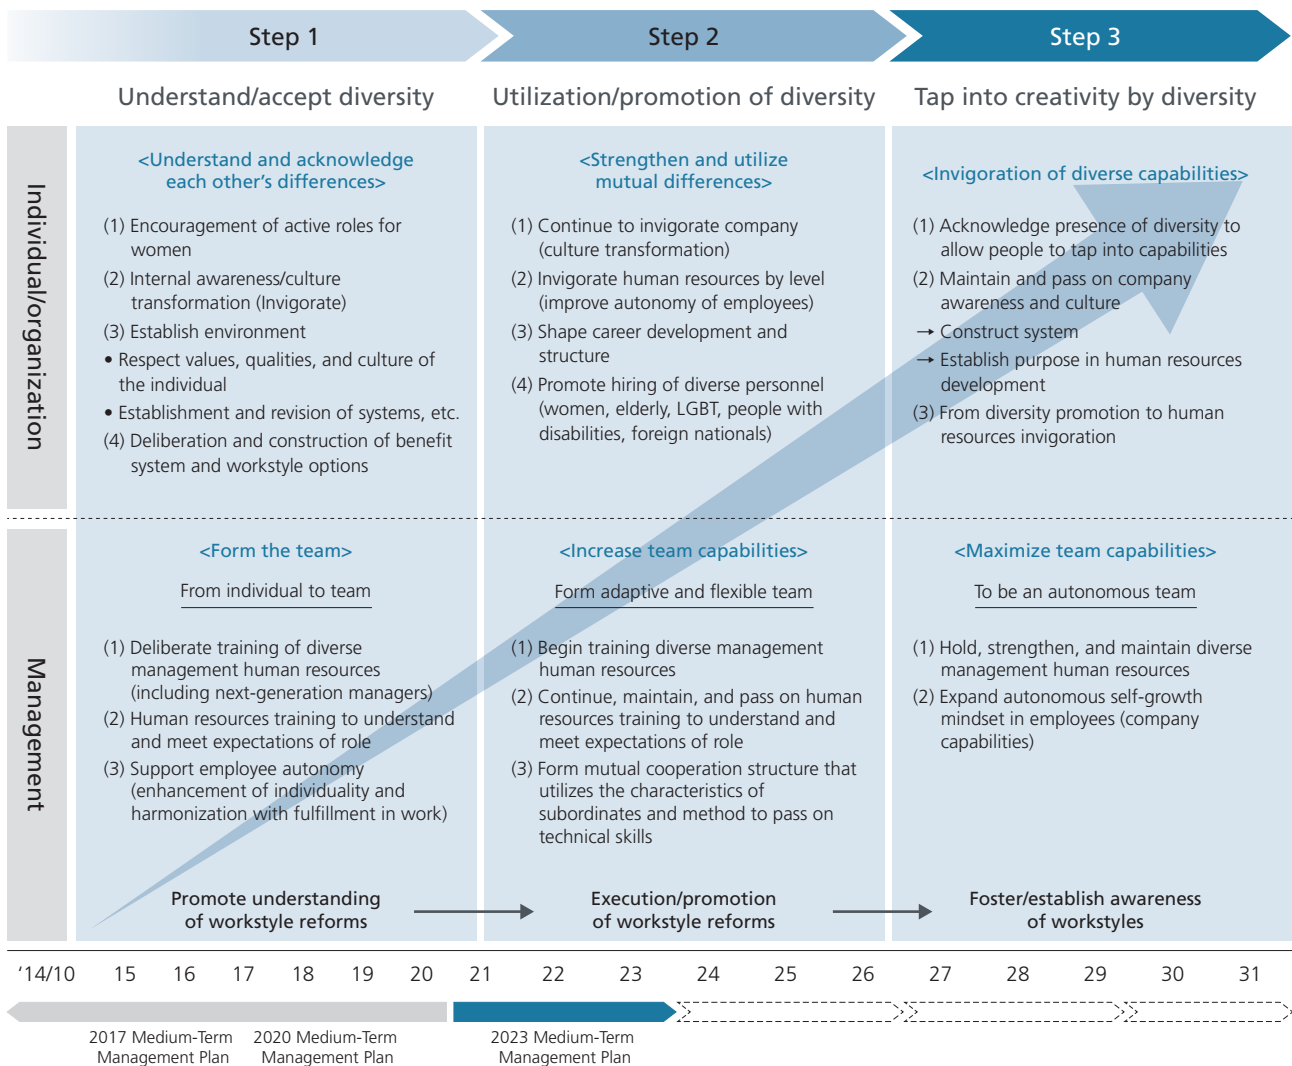 Step 1
Step 2
Step 3
Understand/accept diversity
Utilization/promotion of diversity
Tap into creativity by diversity
Individual/organization
<Understand and acknowledge
each other's differences>
(1) Encouragement of active roles for
women
(2) Internal awareness/culture
transformation (Invigorate)
(3) Establish environment
• Respect values, qualities, and culture of
the individual
• Establishment and revision of systems, etc.
(4) Deliberation and construction of benefit
system and workstyle options
<Strengthen and utilize
mutual differences>
(1) Continue to invigorate company
(culture transformation)
(2) Invigorate human resources by level
(improve autonomy of employees)
(3) Shape career development and
structure
(4) Promote hiring of diverse personnel
(women, elderly, LGBT, people with
disabilities, foreign nationals)
<Invigoration of diverse capabilities>
(1) Acknowledge presence of diversity to
allow people to tap into capabilities
(2) Maintain and pass on company
awareness and culture
→ Construct system
→ Establish purpose in human resources
development
(3) From diversity promotion to human
resources invigoration
Management
<Form the team>
From individual to team
(1) Deliberate training of diverse
management human resources
(including next-generation managers)
(2) Human resources training to understand
and meet expectations of role
(3) Support employee autonomy
(enhancement of individuality and
harmonization with fulfillment in work)
Promote understanding
of workstyle reforms
<Increase team capabilities>
Form adaptive and flexible team
(1) Begin training diverse management
human resources
(2) Continue, maintain, and pass on human
resources training to understand and
meet expectations of role
(3) Form mutual cooperation structure that
utilizes the characteristics of
subordinates and method to pass on
technical skills
Execution/promotion
of workstyle reforms
<Maximize team capabilities>
To be an autonomous team
(1) Hold, strengthen, and maintain diverse
management human resources
(2) Expand autonomous self-growth
mindset in employees (company
capabilities)
Foster/establish awareness
of workstyles
'14/10 15 16 17 18 19 20 21 22 23 24 25 26 27 28 29 30 31
2017 Medium-Term
Management Plan
2020 Medium-Term
Management Plan
2023 Medium-Term
Management Plan